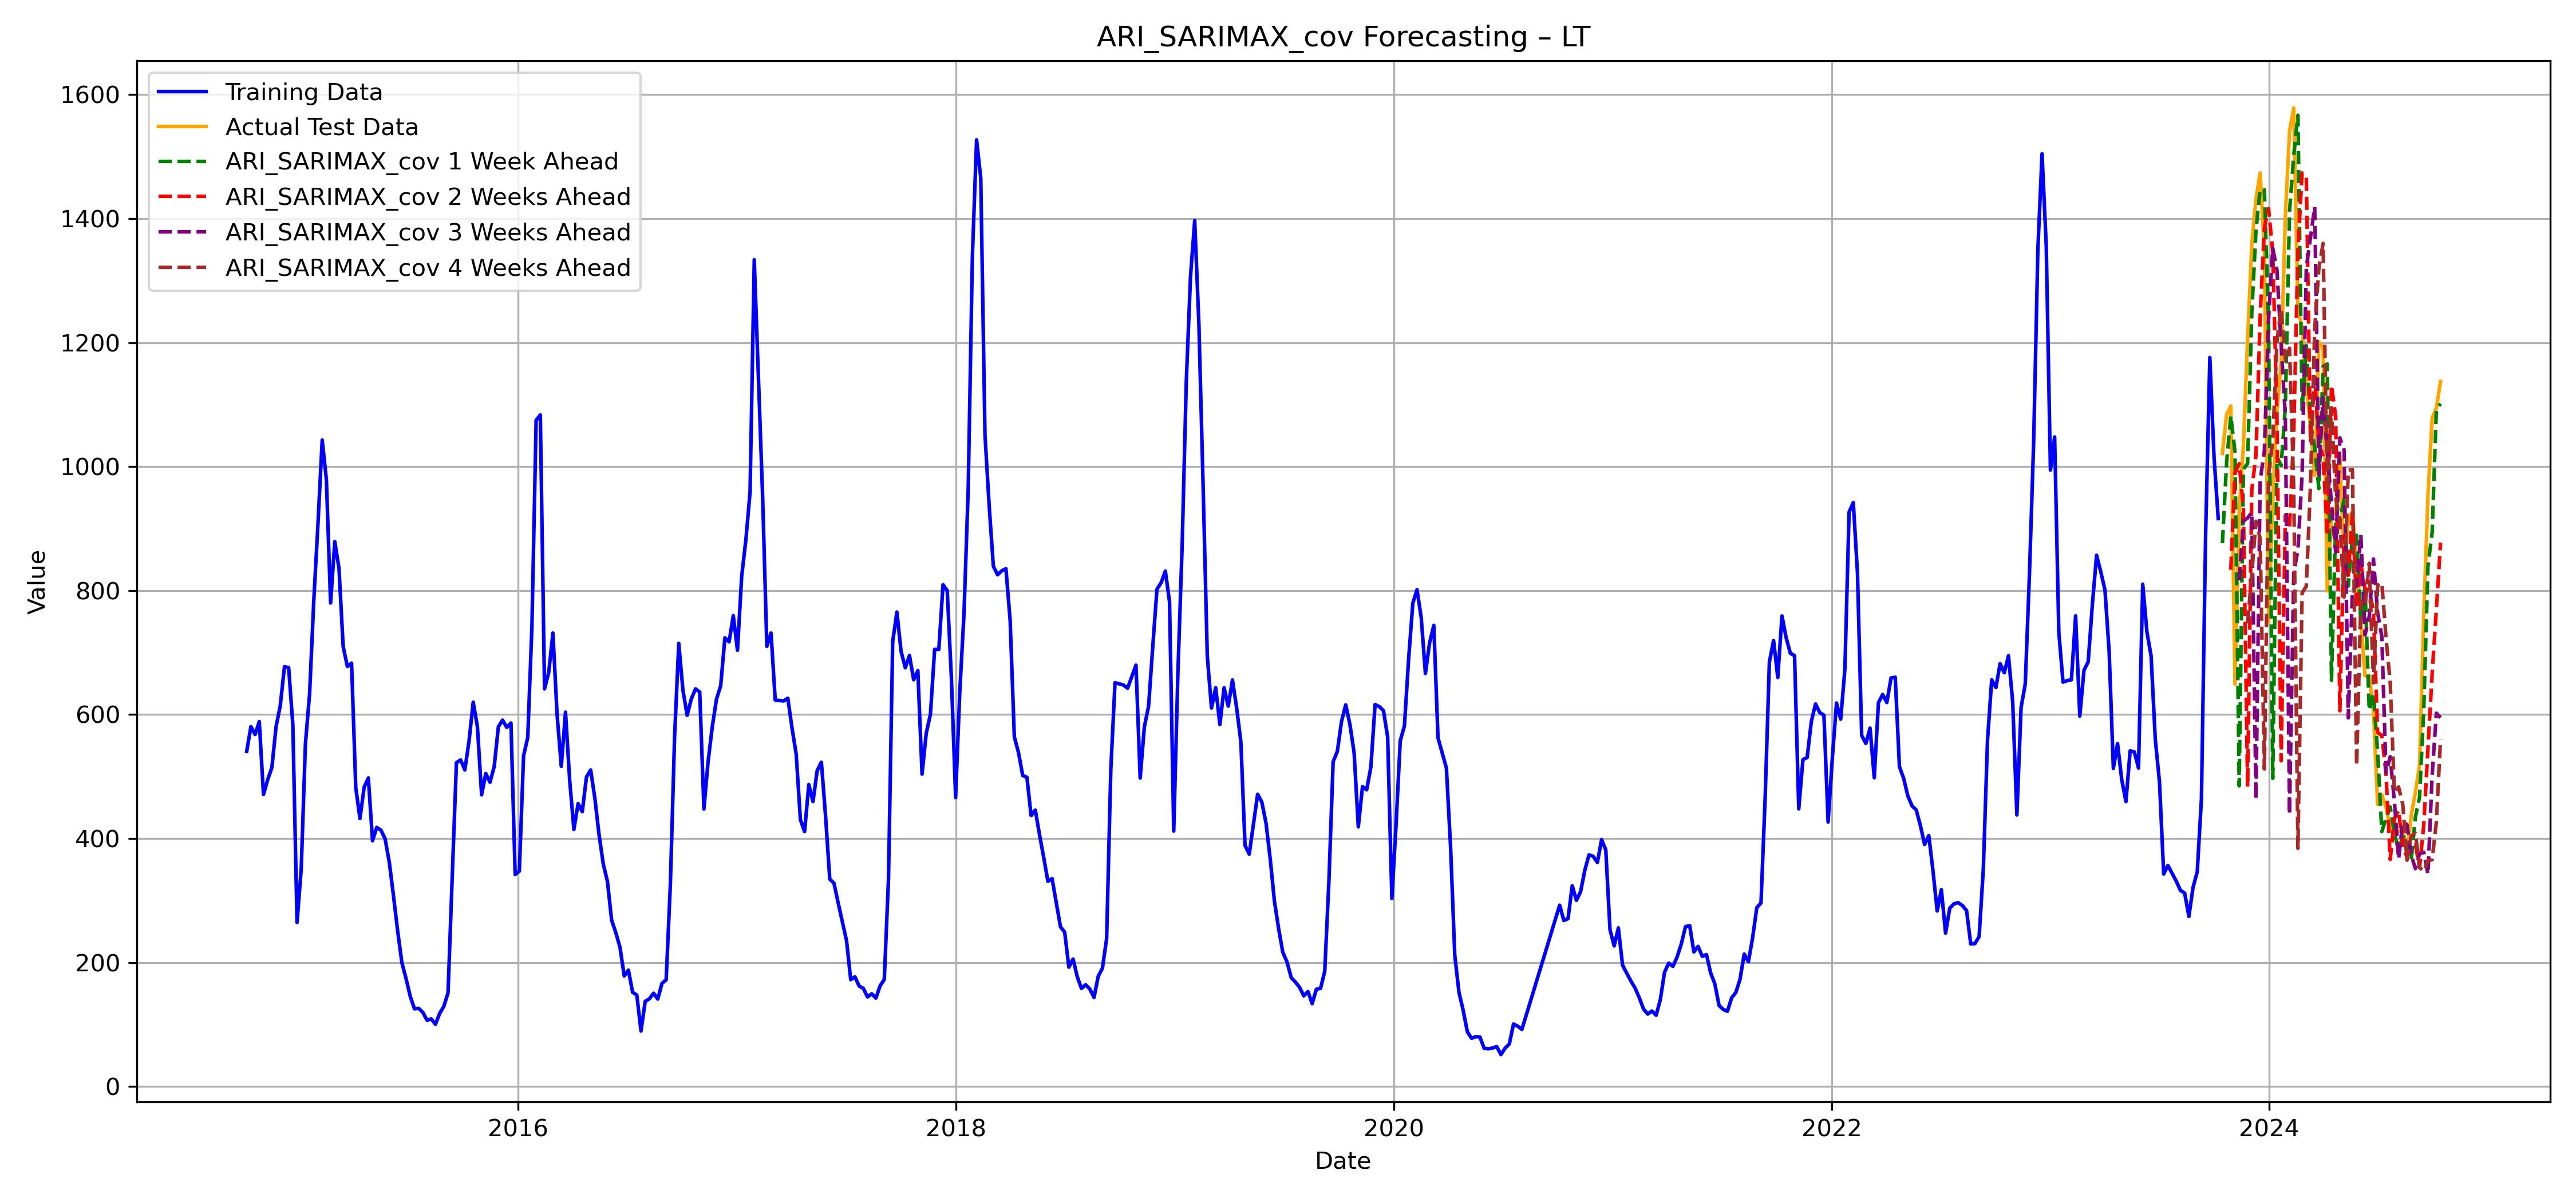 ARI_SARIMAX_cov Forecasting – LT
Training Data
Actual Test Data
ARI_SARIMAX_cov 1 Week Ahead
ARI_SARIMAX_cov 2 Weeks Ahead
ARI_SARIMAX_cov 3 Weeks Ahead
ARI_SARIMAX_cov 4 Weeks Ahead
1600
1400
1200
1000
800
600
400
200
0
Value
2016
2018
2020
2022
2024
Date